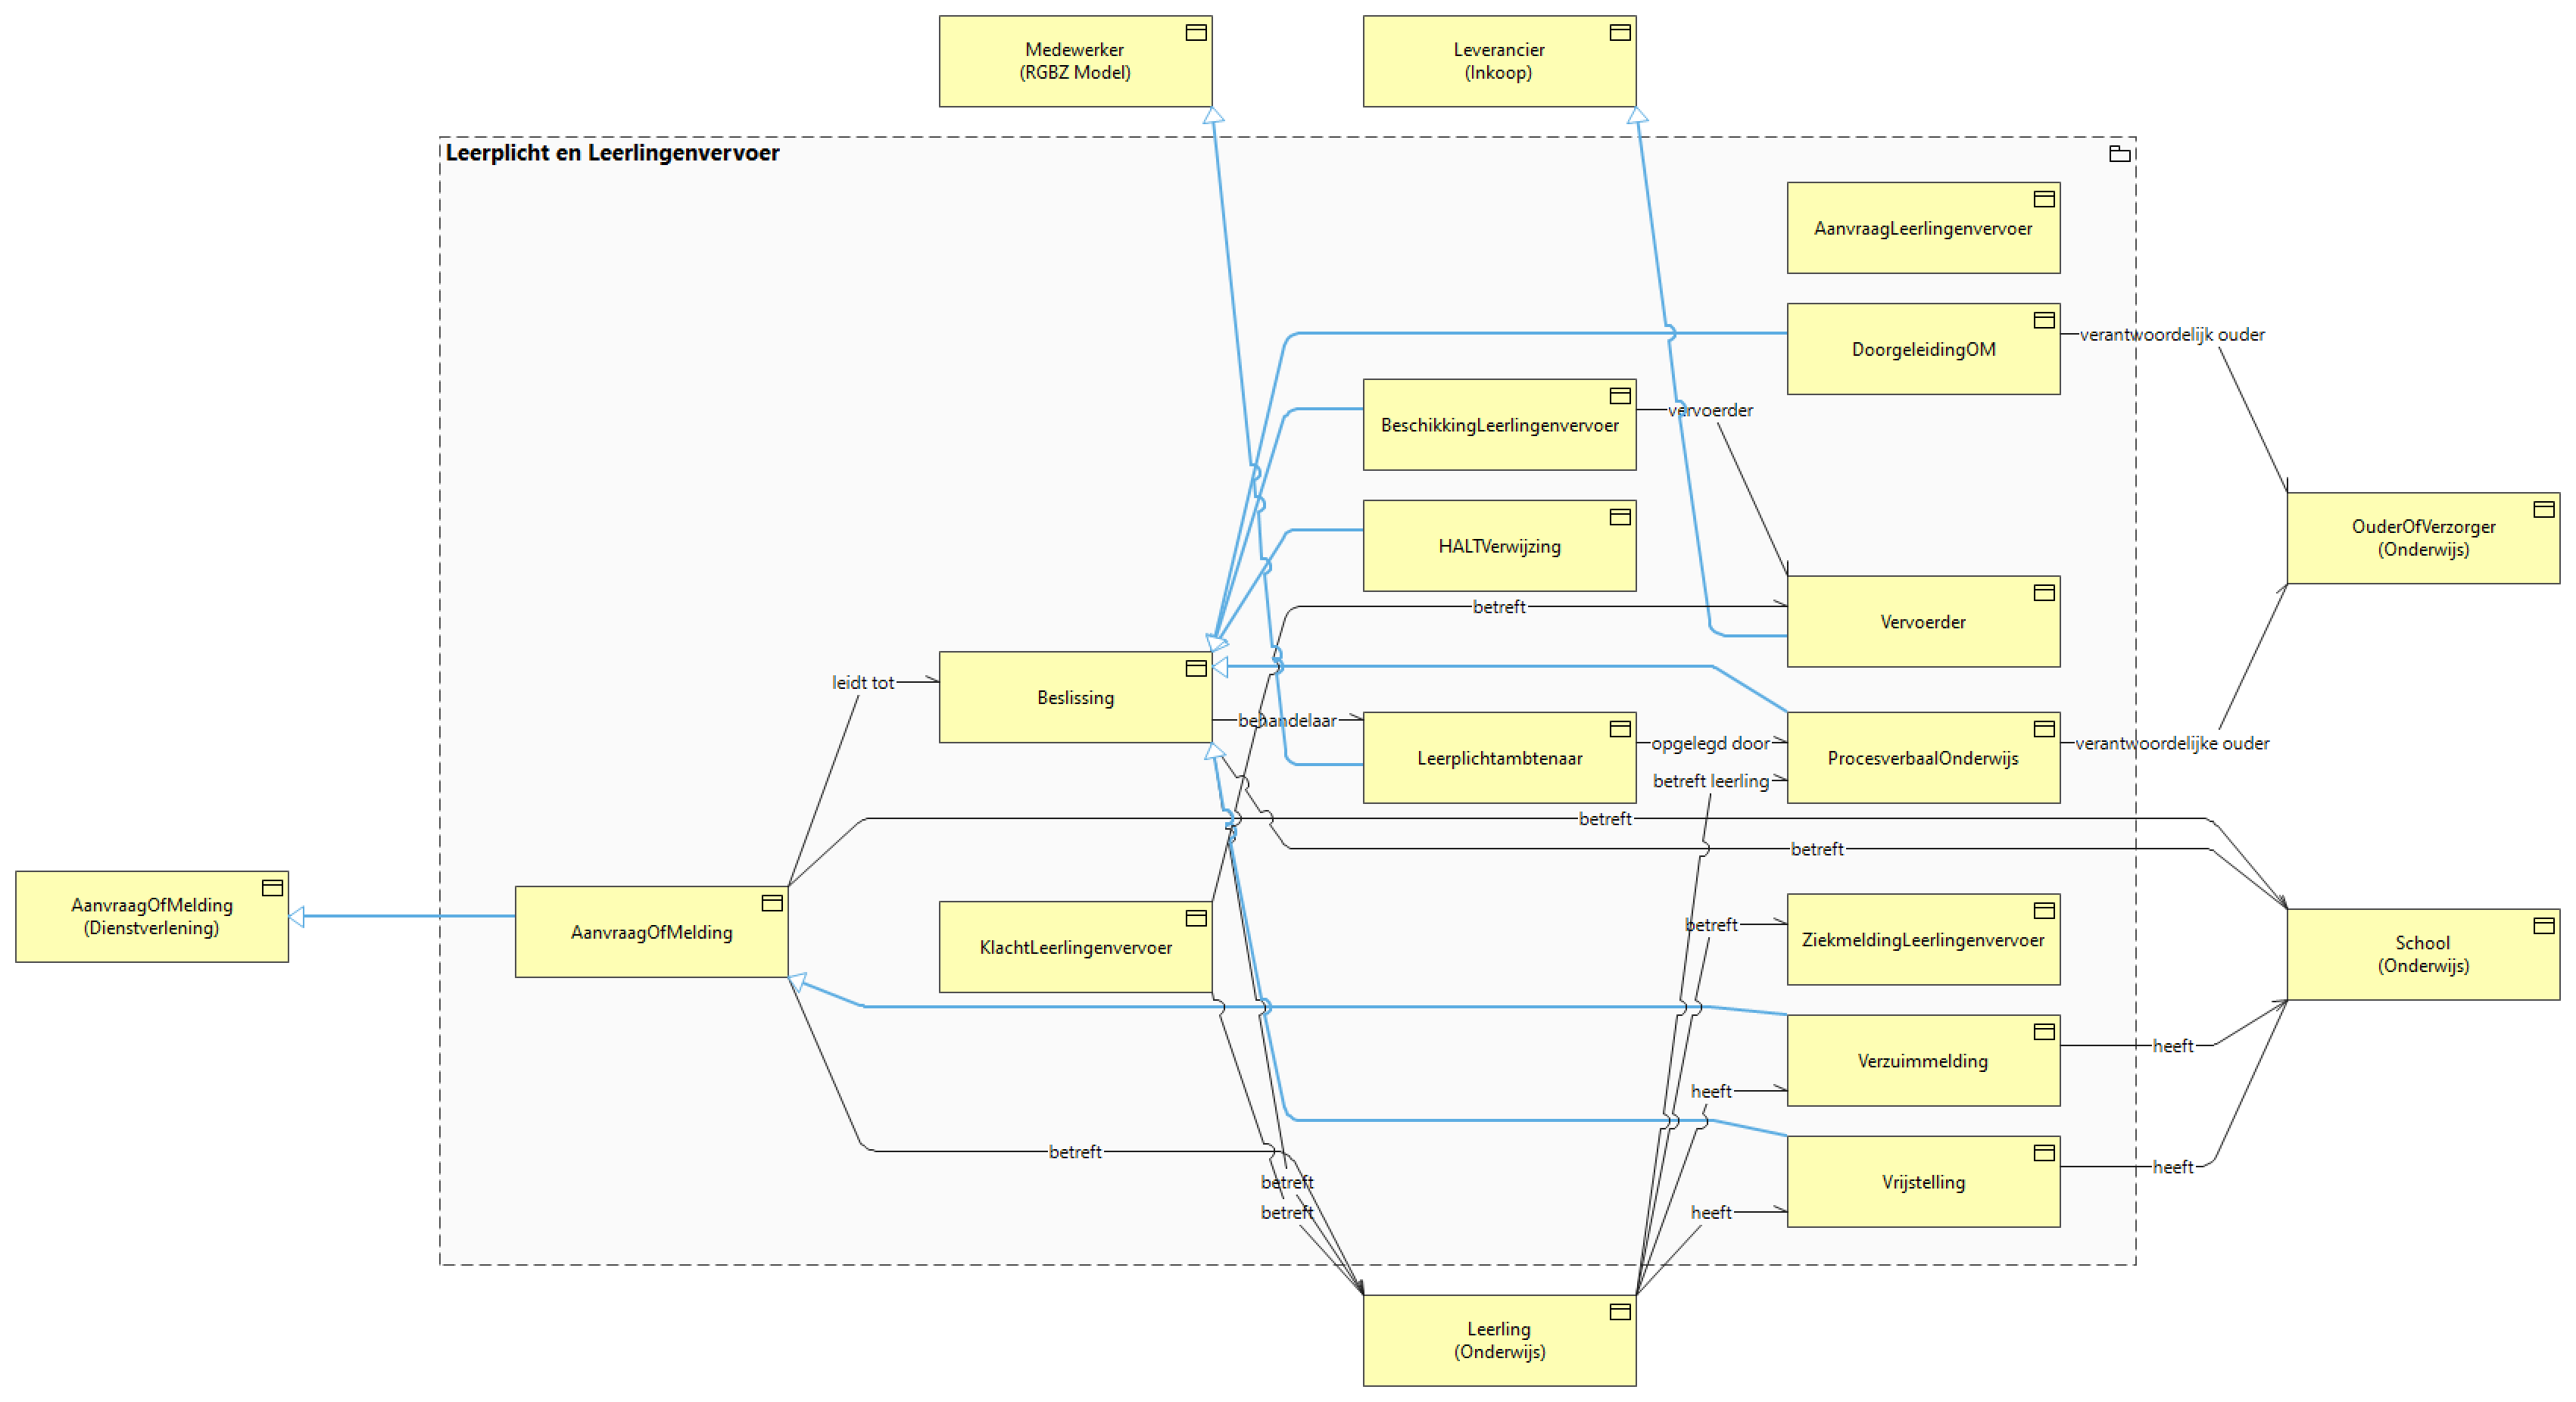 Medewerker
(RGBZ Model)
Leverancier
(Inkoop)
Leerplicht en Leerlingenvervoer
AanvraagLeerlingenvervoer
DoorgeleidingOM
verantwoordelijk ouder
BeschikkingLeerlingenvervoer
vervoerder
OuderOfVerzorger
(Onderwijs)
HALTVerwijzing
betreft
Vervoerder
leidt tot
Beslissing
behandelaar
Leerplichtambtenaar
opgelegd door
betreft leerling
ProcesverbaalOnderwijs
verantwoordelijke ouder
betreft
betreft
AanvraagOfMelding
(Dienstverlening)
AanvraagOfMelding
KlachtLeerlingenvervoer
betreft
ZiekmeldingLeerlingenvervoer
School
(Onderwijs)
Verzuimmelding
heeft
heeft
betreft
betreft
betreft
Vrijstelling
heeft
heeft
Leerling
(Onderwijs)